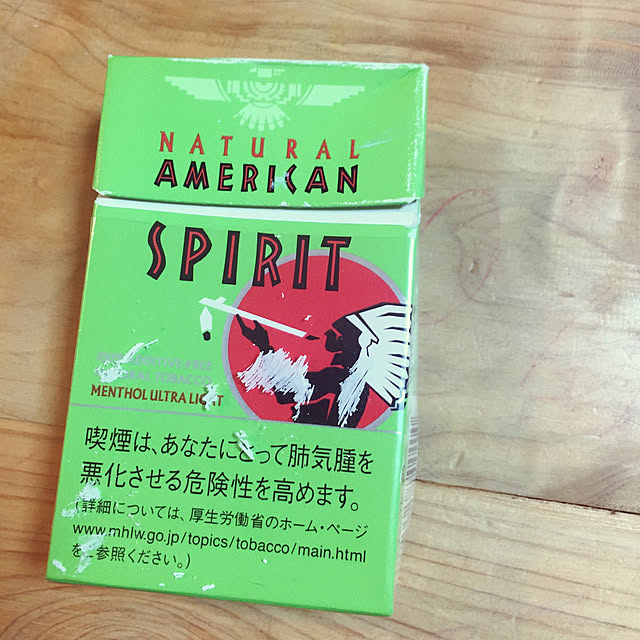 NATURAL
AMERICAN
SPIRIT
MENTHOL ULTRA LIGHT
喫煙は、あなたにとって肺気腫を
悪化させる危険性を高めます。
(詳細については、厚生労働省のホーム・ページ
www.mhlw.go.jp/topics/tobacco/main.html
をご参照ください。)